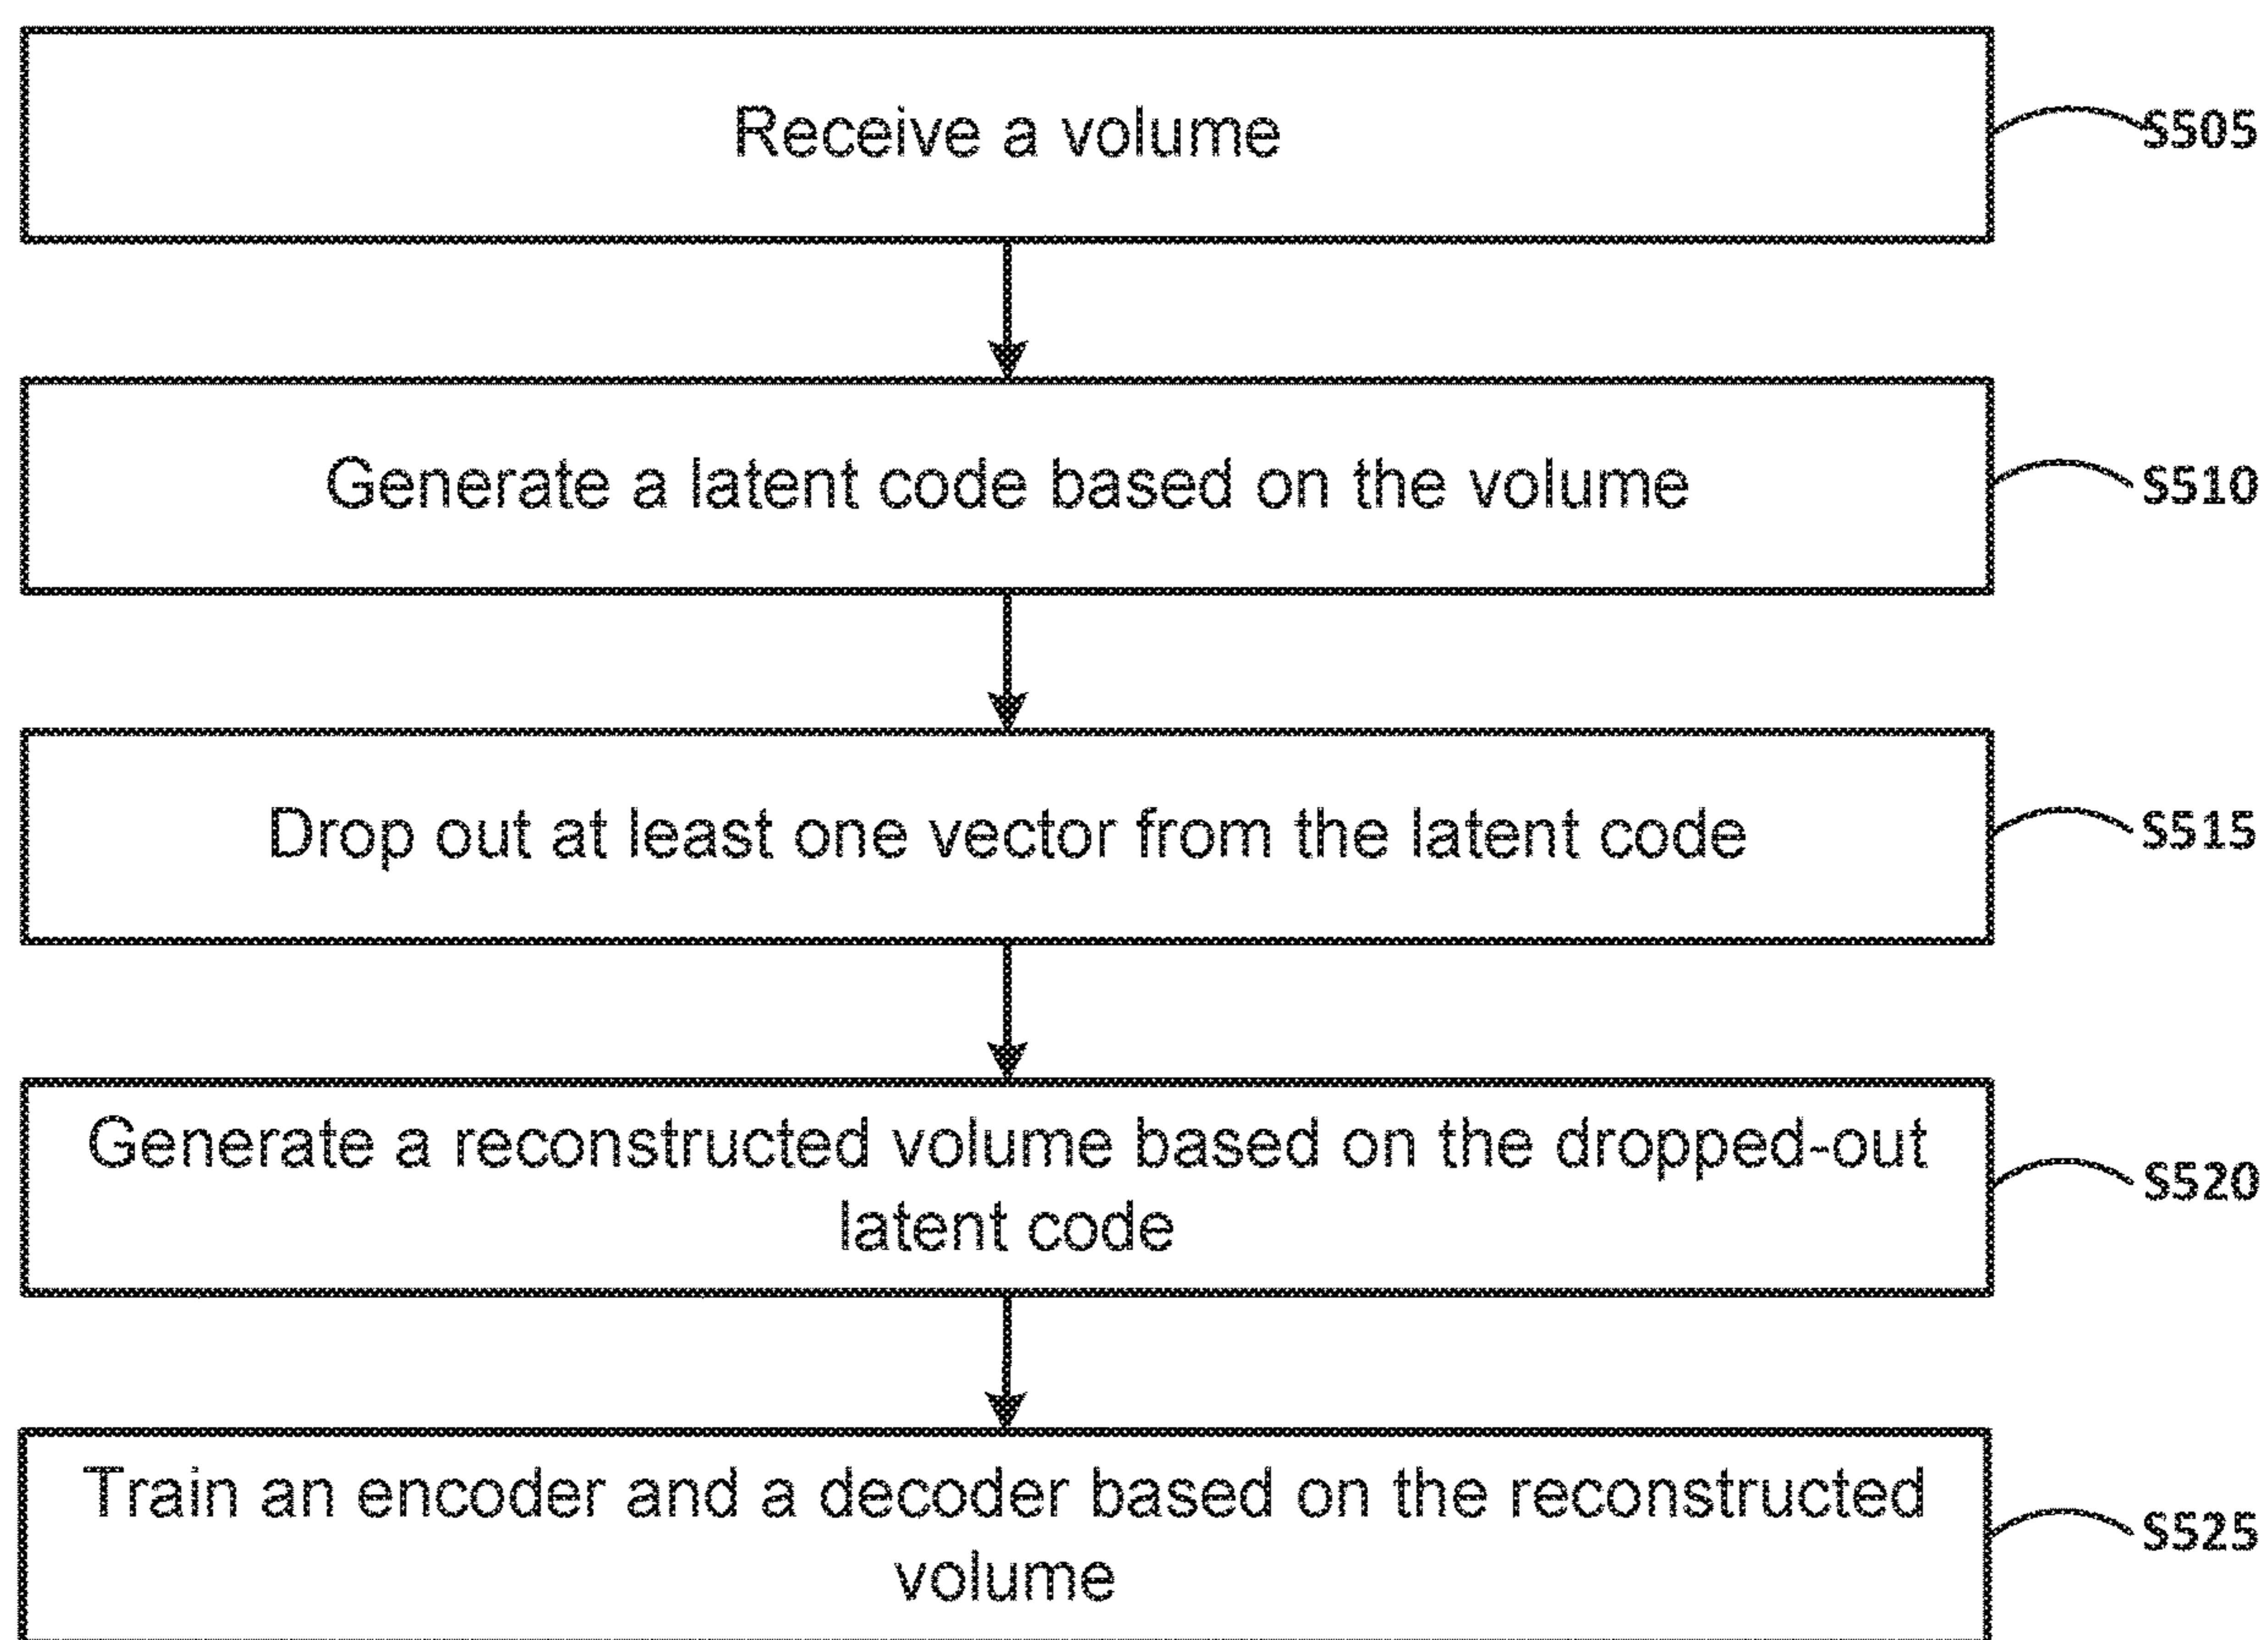 Receive a volume
S505
Generate a latent code based on the volume
S510
Drop out at least one vector from the latent code
S515
Generate a reconstructed volume based on the dropped-out
latent code
S520
Train an encoder and a decoder based on the reconstructed
volume
S525